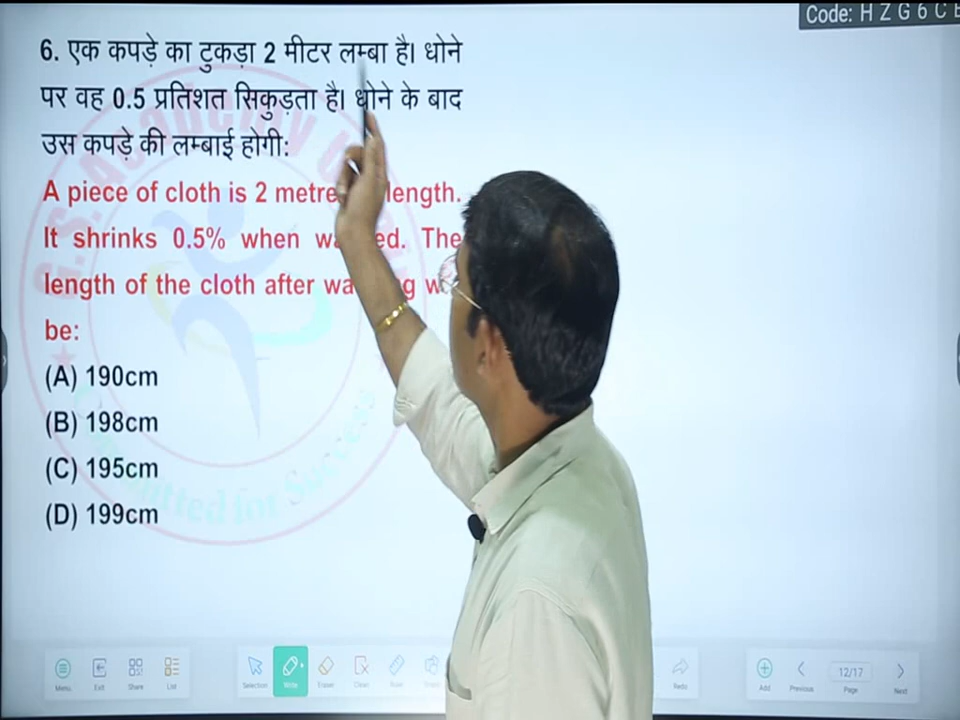 Code: H Z G 6 C E
6. एक कपड़े का टुकड़ा 2 मीटर लम्बा है। धोने
पर वह 0.5 प्रतिशत सिकुड़ता है। धोने के बाद
उस कपड़े की लम्बाई होगी:
A piece of cloth is 2 metre length.
It shrinks 0.5% when The
length of the cloth after
be:
(A) 190cm
(B) 198cm
(C) 195cm
(D) 199cm
Menu Exit Share List Selection Write Eraser Clean Redo Add Previous 12/17 Page Next